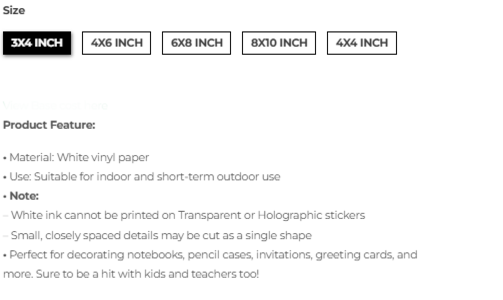 Size
3X4 INCH
4X6 INCH
6X8 INCH
8X10 INCH
4X4 INCH
Product Feature:
• Material: White vinyl paper
• Use: Suitable for indoor and short-term outdoor use
• Note:
– White ink cannot be printed on Transparent or Holographic stickers
– Small, closely spaced details may be cut as a single shape
• Perfect for decorating notebooks, pencil cases, invitations, greeting cards, and
more. Sure to be a hit with kids and teachers too!